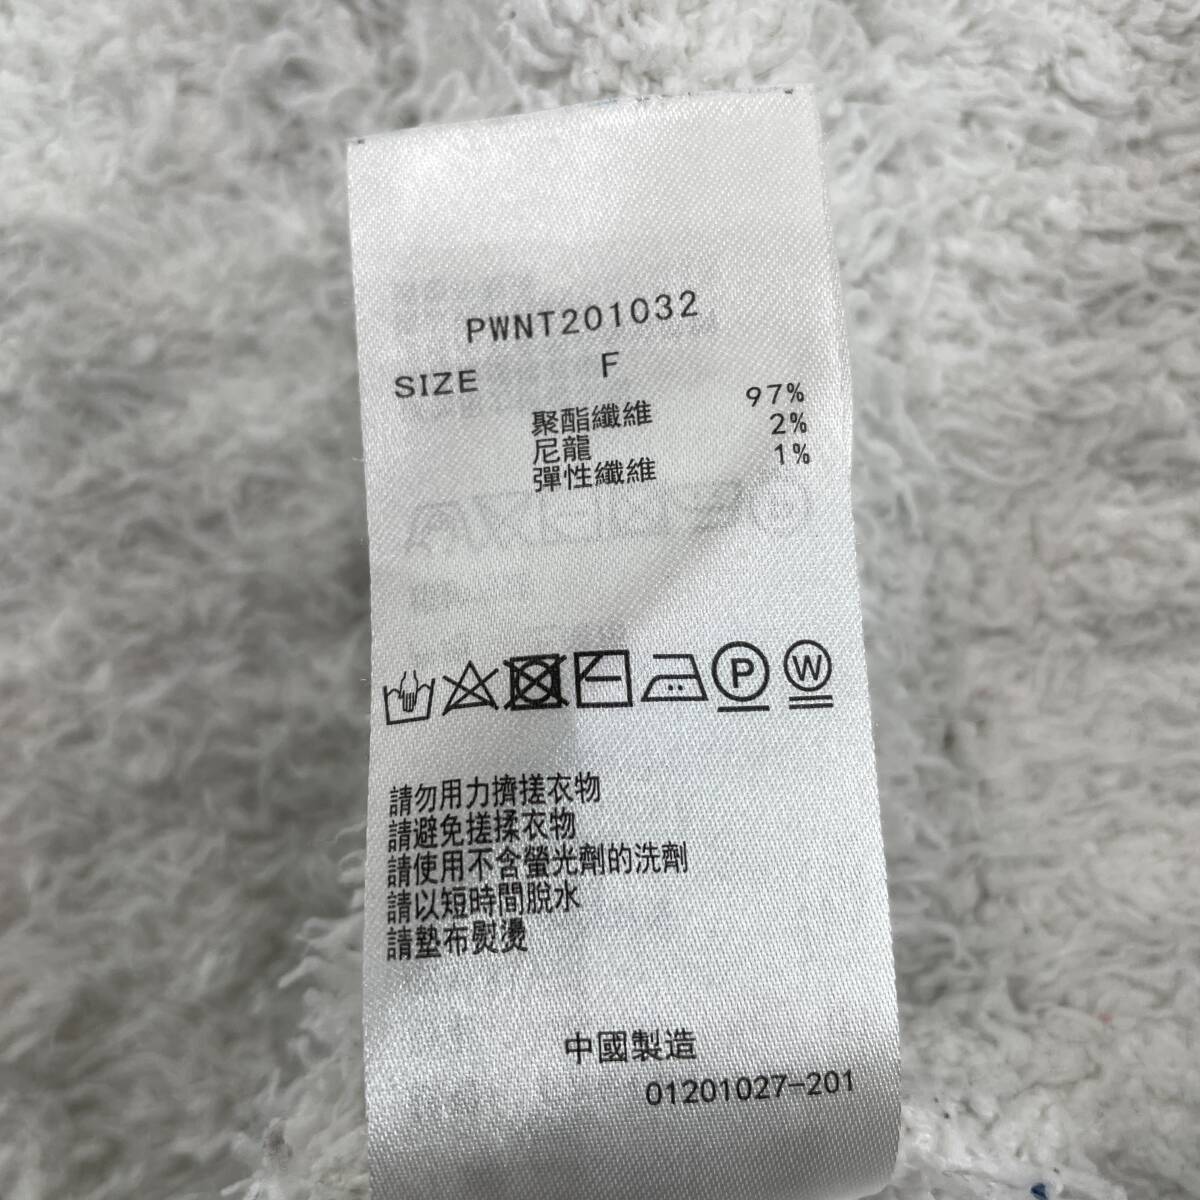 PWNT201032
SIZE F
聚酯纖維 97%
尼龍 2%
彈性纖維 1%
P W
請勿用力擠搓衣物
請避免搓揉衣物
請使用不含螢光劑的洗劑
請以短時間脫水
請墊布熨燙
中國製造
01201027-201